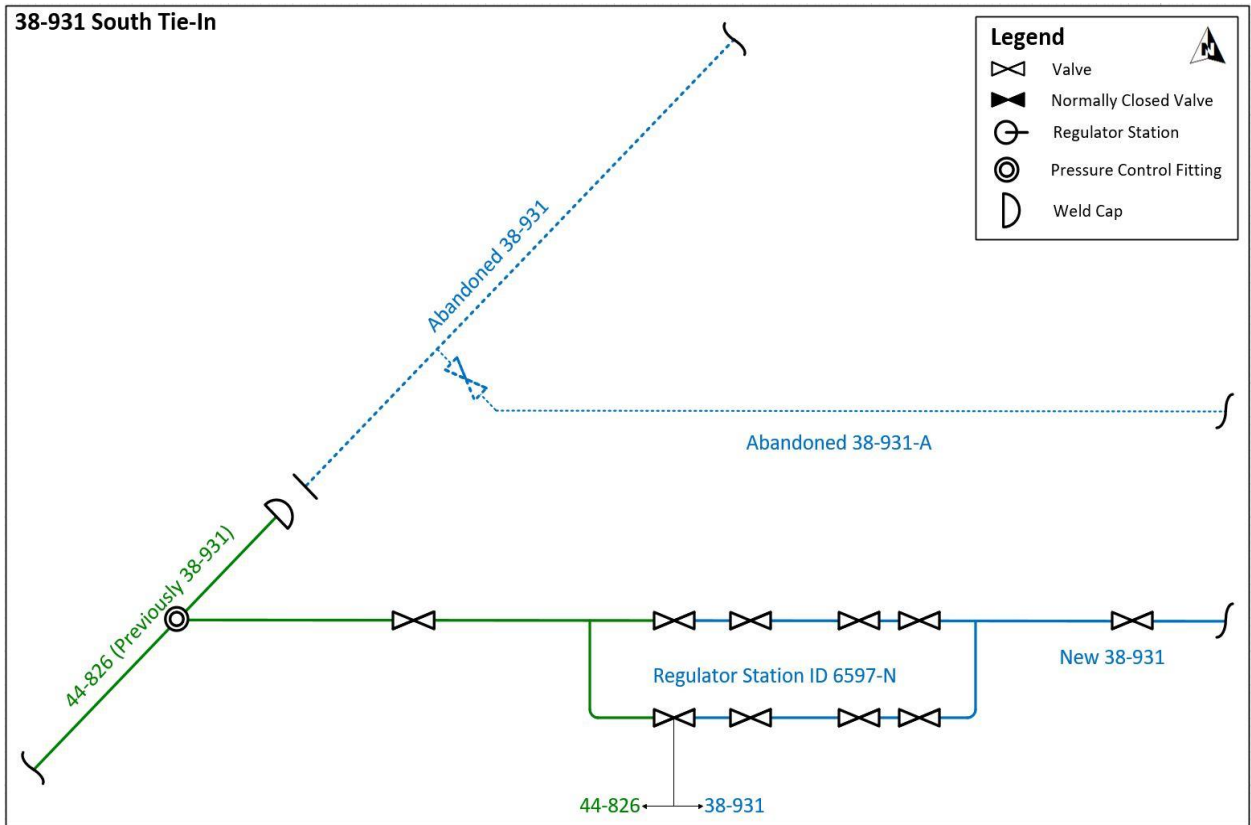 38-931 South Tie-In
Legend
N
Valve
Normally Closed Valve
Regulator Station
Pressure Control Fitting
Weld Cap
Abandoned 38-931
Abandoned 38-931-A
44-826 (Previously 38-931)
New 38-931
Regulator Station ID 6597-N
44-826
38-931